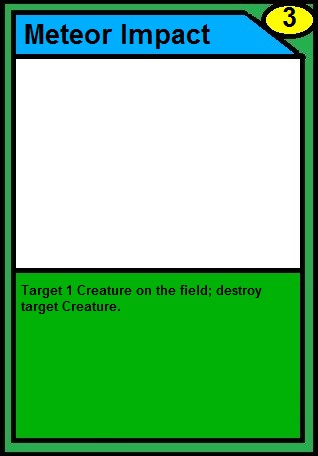 Meteor Impact
3
Target 1 Creature on the field; destroy
target Creature.